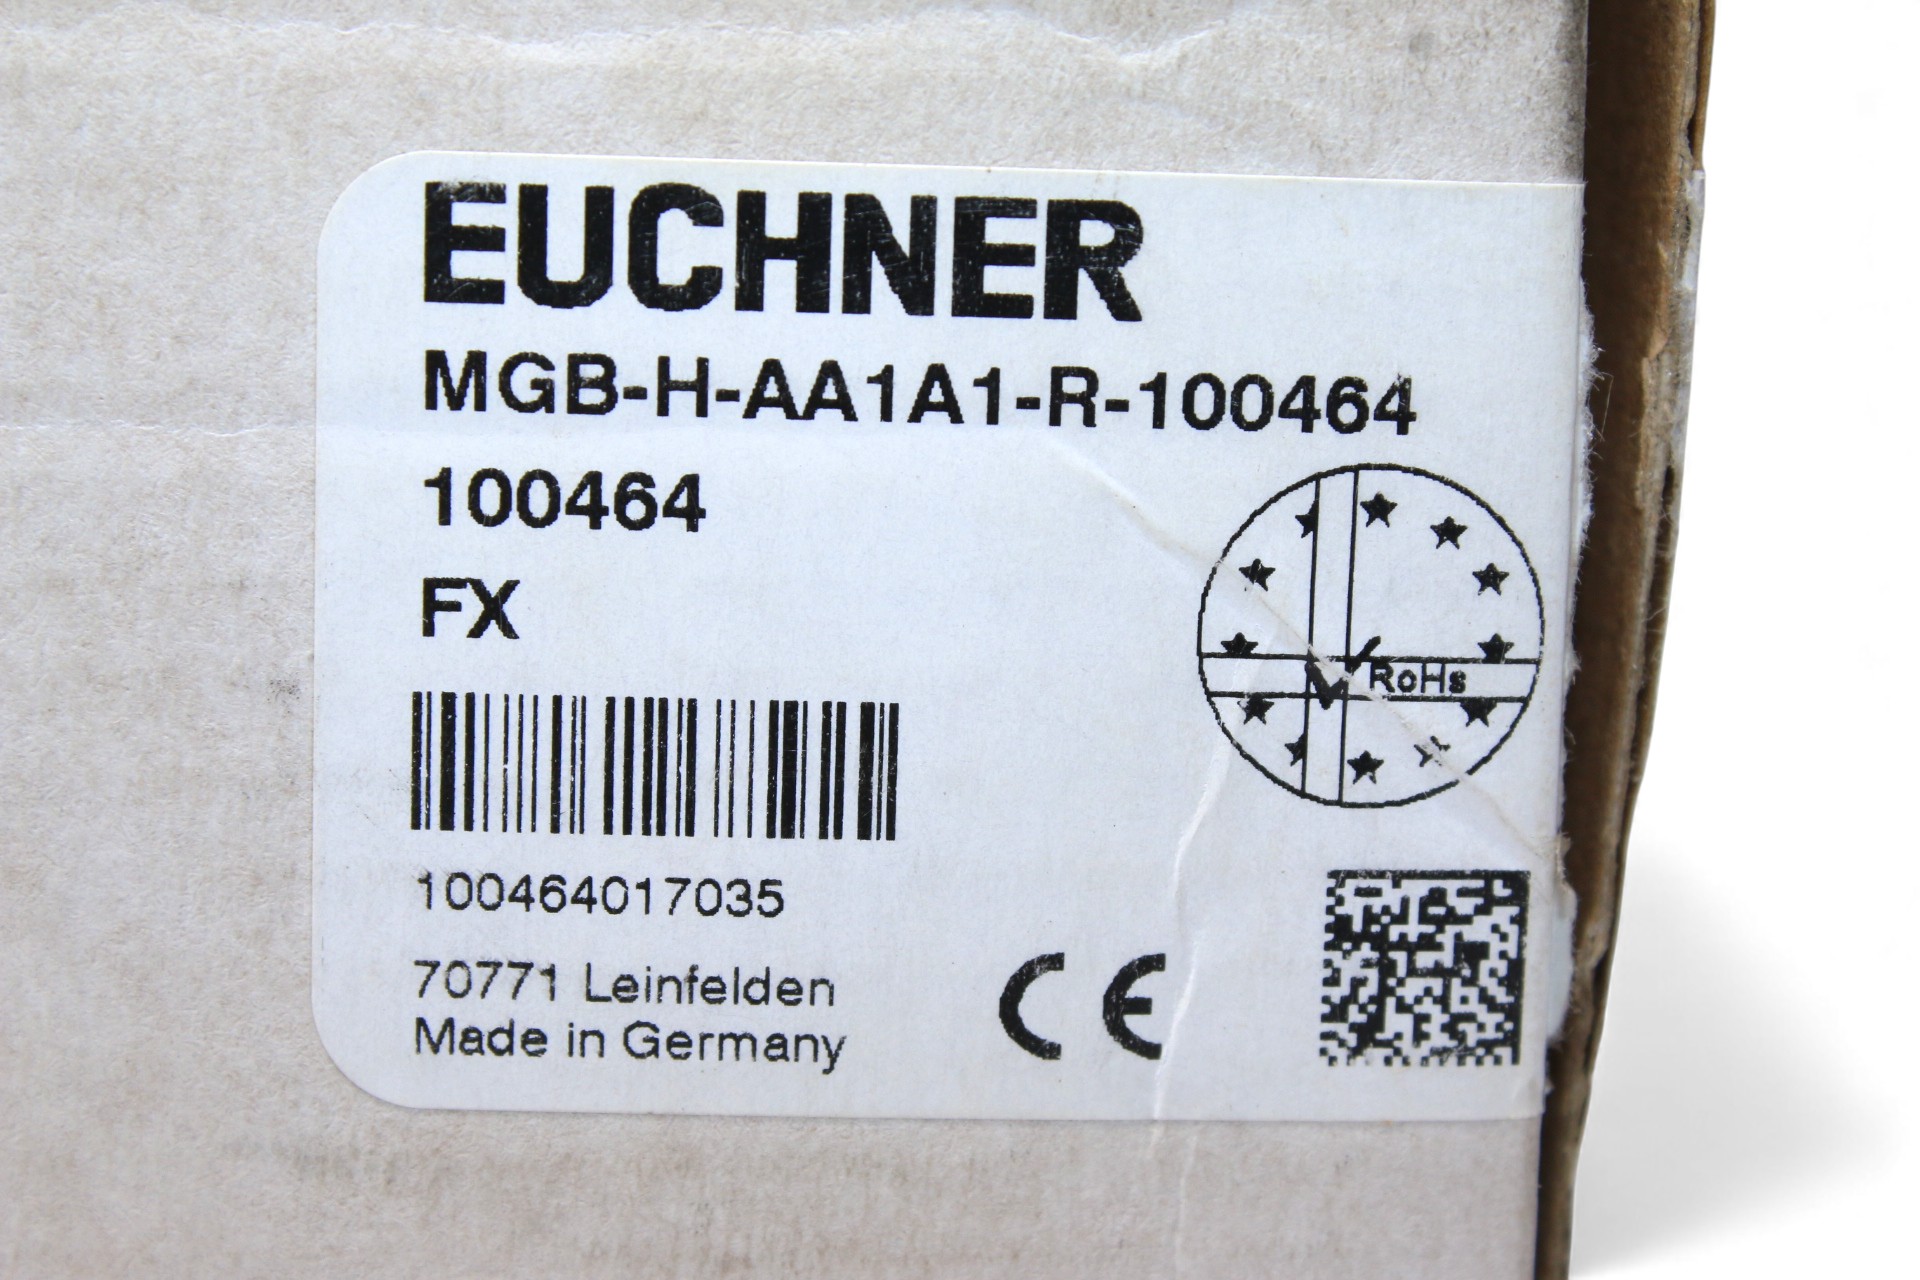 EUCHNER
MGB-H-AA1A1-R-100464
100464
FX
RoHs
100464017035
70771 Leinfelden
Made in Germany
CE